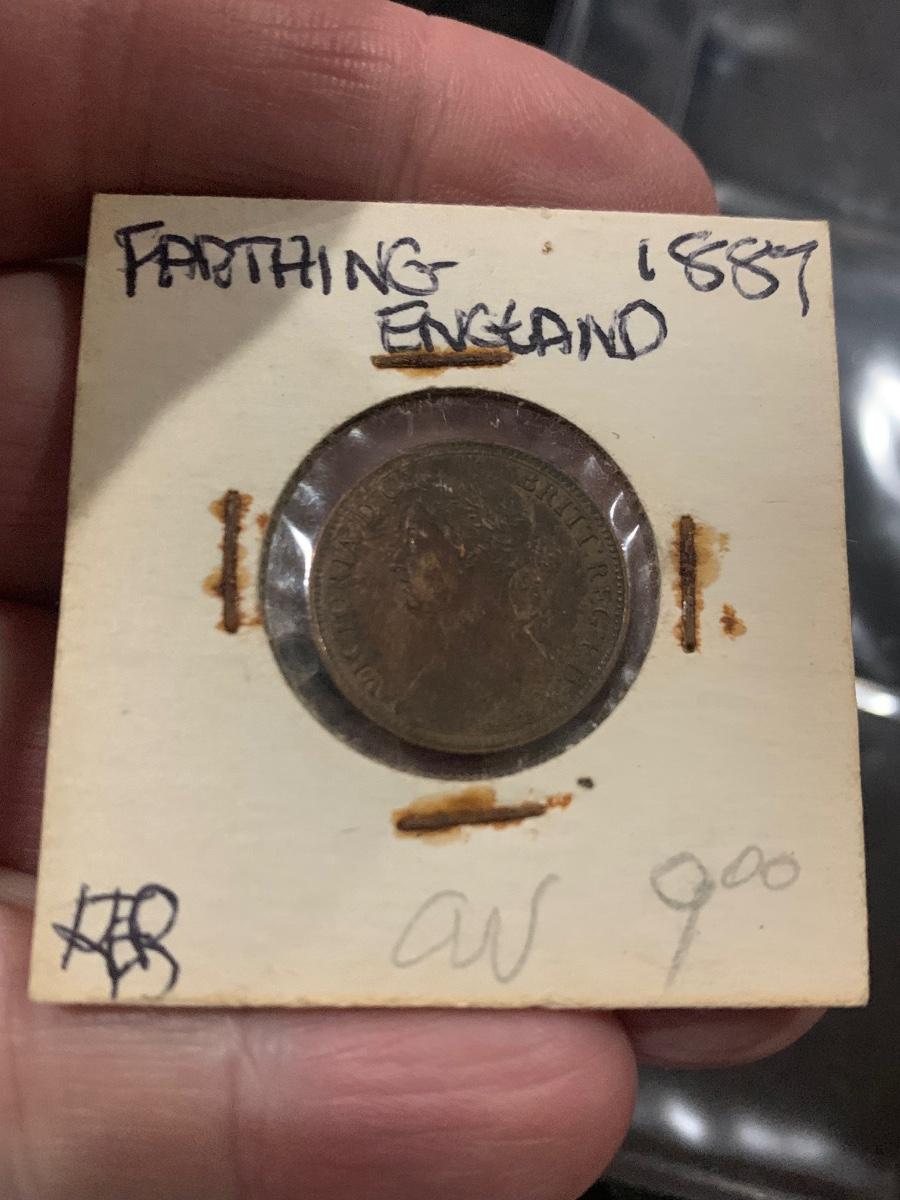 FARTHING 1887
ENGLAND
VICTORIA D G BRITT REG F D
au 9.00